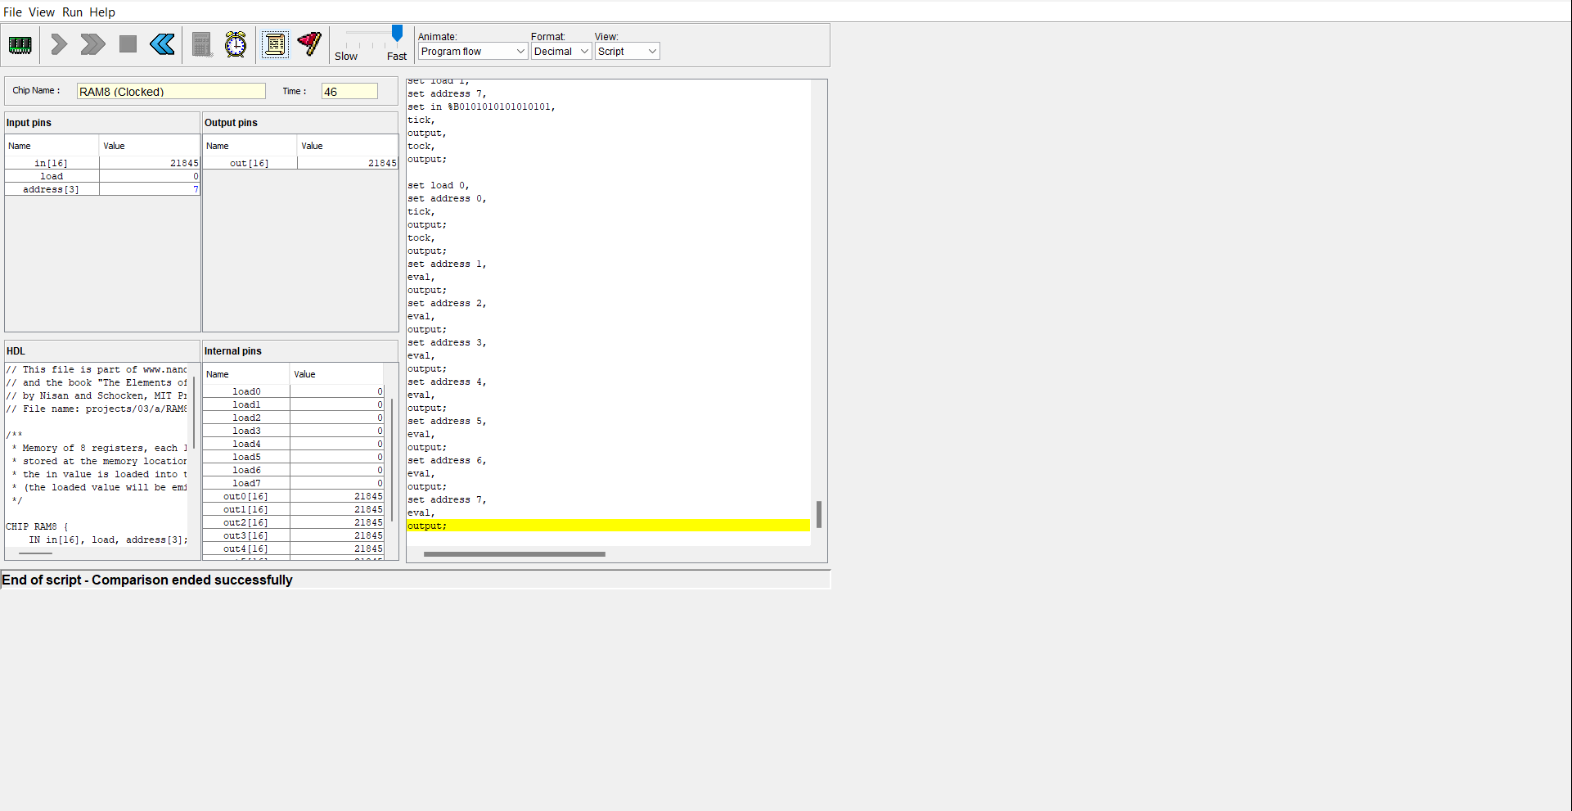 File View Run Help
Slow Fast
Animate: Format: View:
Program flow Decimal Script
Chip Name : RAM8 (Clocked) Time : 46
Input pins
Name Value
in[16] 21845
load 0
address[3] 7
Output pins
Name Value
out[16] 21845
HDL
// This file is part of www.nand
// and the book "The Elements of
// by Nisan and Schocken, MIT Pr
// File name: projects/03/a/RAM8
/**
* Memory of 8 registers, each 1
* stored at the memory location
* the in value is loaded into t
* (the loaded value will be emi
*/
CHIP RAM8 {
IN in[16], load, address[3];
Internal pins
Name Value
load0 0
load1 0
load2 0
load3 0
load4 0
load5 0
load6 0
load7 0
out0[16] 21845
out1[16] 21845
out2[16] 21845
out3[16] 21845
out4[16] 21845
set load 1,
set address 7,
set in %B0101010101010101,
tick,
output,
tock,
output;
set load 0,
set address 0,
tick,
output;
tock,
output;
set address 1,
eval,
output;
set address 2,
eval,
output;
set address 3,
eval,
output;
set address 4,
eval,
output;
set address 5,
eval,
output;
set address 6,
eval,
output;
set address 7,
eval,
output;
End of script - Comparison ended successfully